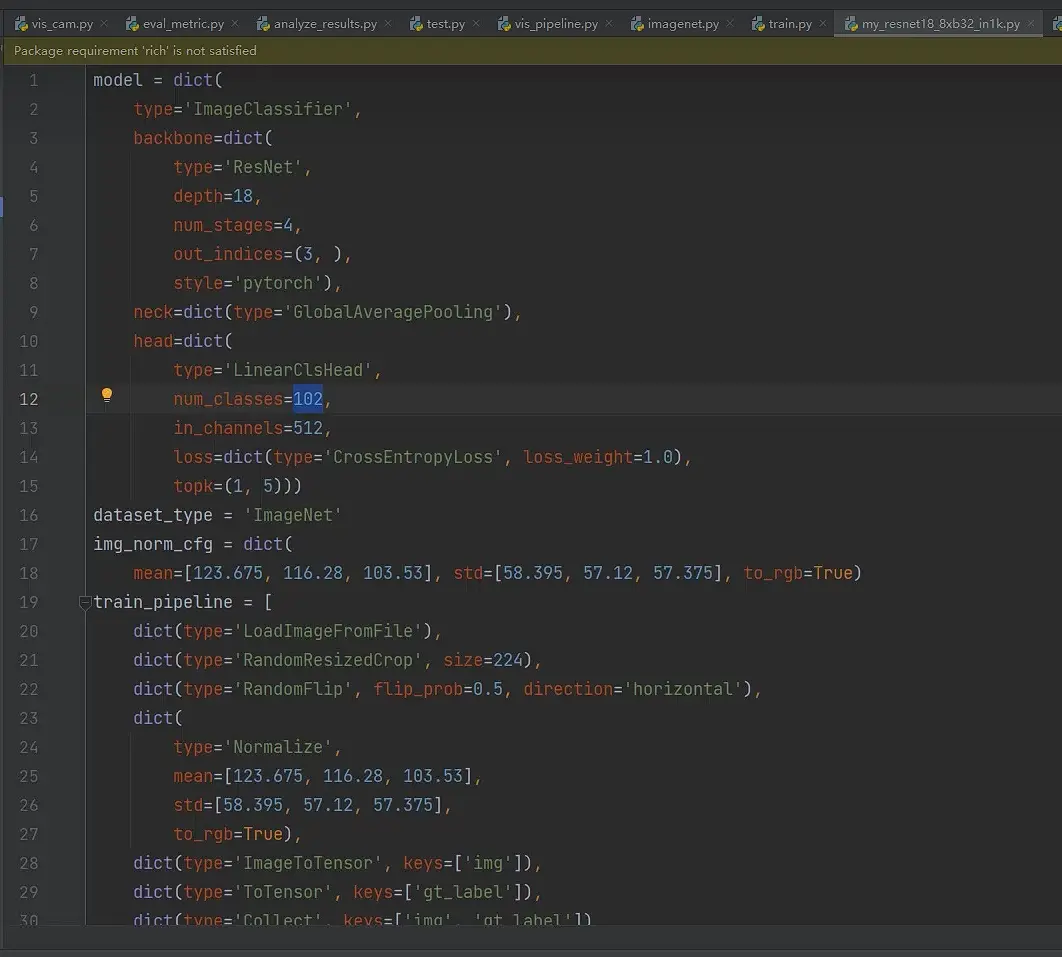 vis_cam.py eval_metric.py analyze_results.py test.py vis_pipeline.py imagenet.py train.py my_resnet18_8xb32_in1k.py
Package requirement 'rich' is not satisfied
1 model = dict(
2 type='ImageClassifier',
3 backbone=dict(
4 type='ResNet',
5 depth=18,
6 num_stages=4,
7 out_indices=(3, ),
8 style='pytorch'),
9 neck=dict(type='GlobalAveragePooling'),
10 head=dict(
11 type='LinearClsHead',
12 num_classes=102,
13 in_channels=512,
14 loss=dict(type='CrossEntropyLoss', loss_weight=1.0),
15 topk=(1, 5)))
16 dataset_type = 'ImageNet'
17 img_norm_cfg = dict(
18 mean=[123.675, 116.28, 103.53], std=[58.395, 57.12, 57.375], to_rgb=True)
19 train_pipeline = [
20 dict(type='LoadImageFromFile'),
21 dict(type='RandomResizedCrop', size=224),
22 dict(type='RandomFlip', flip_prob=0.5, direction='horizontal'),
23 dict(
24 type='Normalize',
25 mean=[123.675, 116.28, 103.53],
26 std=[58.395, 57.12, 57.375],
27 to_rgb=True),
28 dict(type='ImageToTensor', keys=['img']),
29 dict(type='ToTensor', keys=['gt_label']),
30 dict(type='Collect', keys=['img', 'gt_label'])